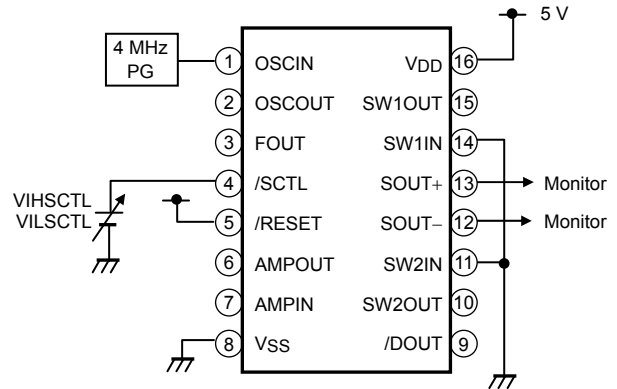 5 V
4 MHz
PG
1 OSCIN VDD 16
2 OSCOUT SW1OUT 15
3 FOUT SW1IN 14
VIHSCTL
VILSCTL
4 /SCTL SOUT+ 13 Monitor
5 /RESET SOUT− 12 Monitor
6 AMPOUT SW2IN 11
7 AMPIN SW2OUT 10
8 VSS /DOUT 9